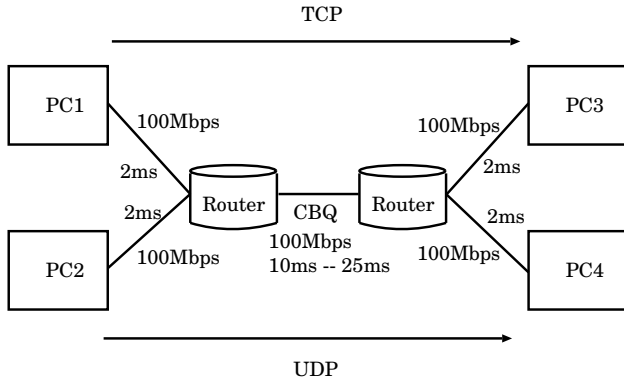 TCP
PC1
PC3
100Mbps
100Mbps
2ms
2ms
Router
Router
2ms
CBQ
2ms
100Mbps
10ms -- 25ms
PC2
100Mbps
100Mbps
PC4
UDP